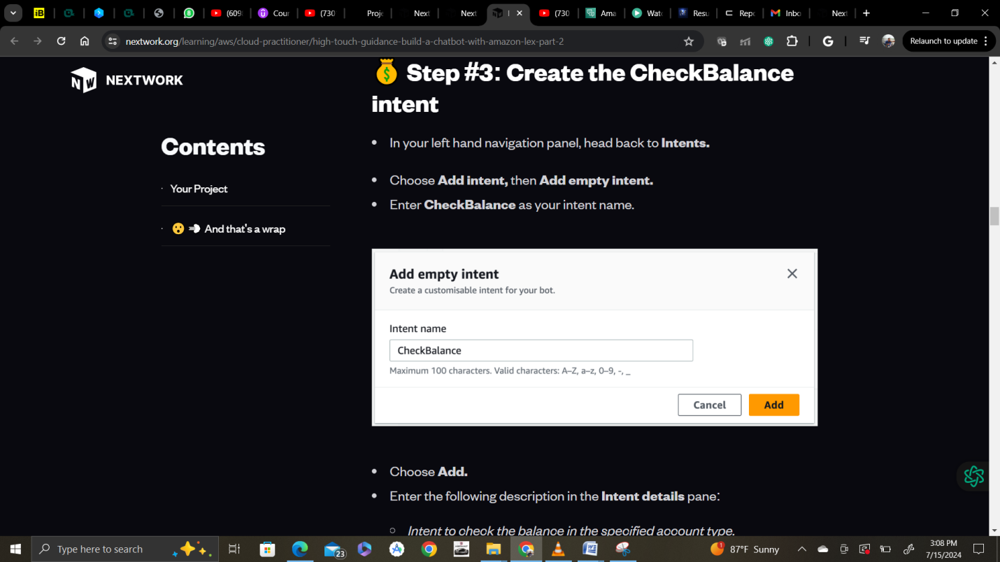 iB
(609
Cour
(730
Proje
Next
Next
(730
Ama
Wat
Resu
Repo
Inbo
Next
nextwork.org/learning/aws/cloud-practitioner/high-touch-guidance-build-a-chatbot-with-amazon-lex-part-2
Relaunch to update
NEXTWORK
Contents
· Your Project
· And that's a wrap
Step #3: Create the CheckBalance
intent
• In your left hand navigation panel, head back to Intents.
• Choose Add intent, then Add empty intent.
• Enter CheckBalance as your intent name.
Add empty intent
Create a customisable intent for your bot.
Intent name
CheckBalance
Maximum 100 characters. Valid characters: A–Z, a–z, 0–9, -, _
Cancel
Add
• Choose Add.
• Enter the following description in the Intent details pane:
○ Intent to check the balance in the specified account type.
Type here to search
23
1
87°F Sunny
3:08 PM
7/15/2024